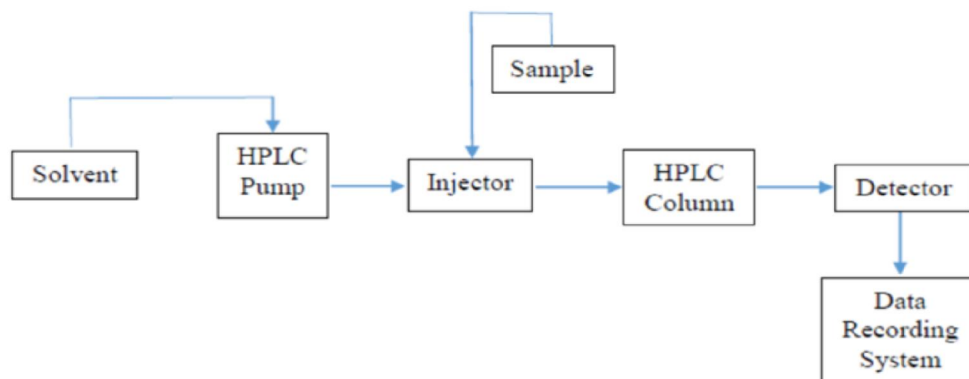 Sample
Solvent
HPLC
Pump
Injector
HPLC
Column
Detector
Data
Recording
System